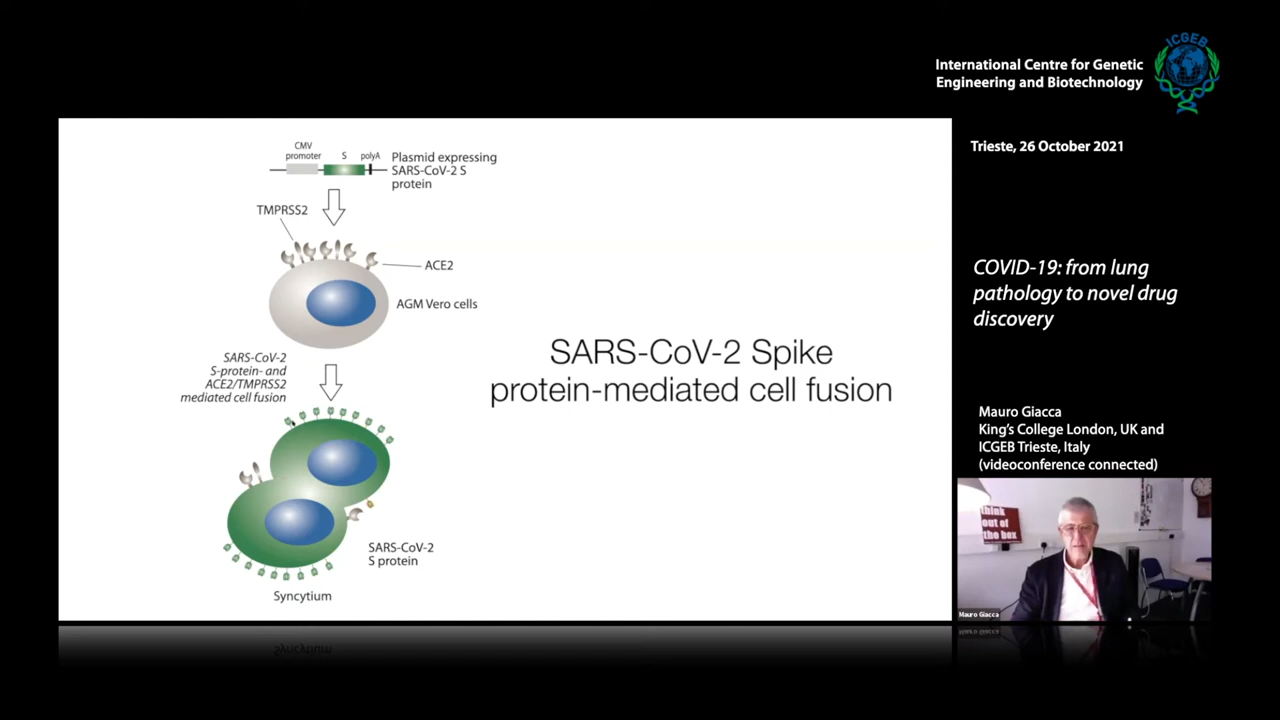 ICGEB
International Centre for Genetic
Engineering and Biotechnology
Trieste, 26 October 2021
COVID-19: from lung
pathology to novel drug
discovery
Mauro Giacca
King's College London, UK and
ICGEB Trieste, Italy
(videoconference connected)
think
out of
the box
Mauro Giacca
CMV
promoter
S
polyA
Plasmid expressing
SARS-CoV-2 S
protein
TMPRSS2
ACE2
AGM Vero cells
SARS-CoV-2
S-protein- and
ACE2/TMPRSS2
mediated cell fusion
SARS-CoV-2 Spike
protein-mediated cell fusion
SARS-CoV-2
S protein
Syncytium